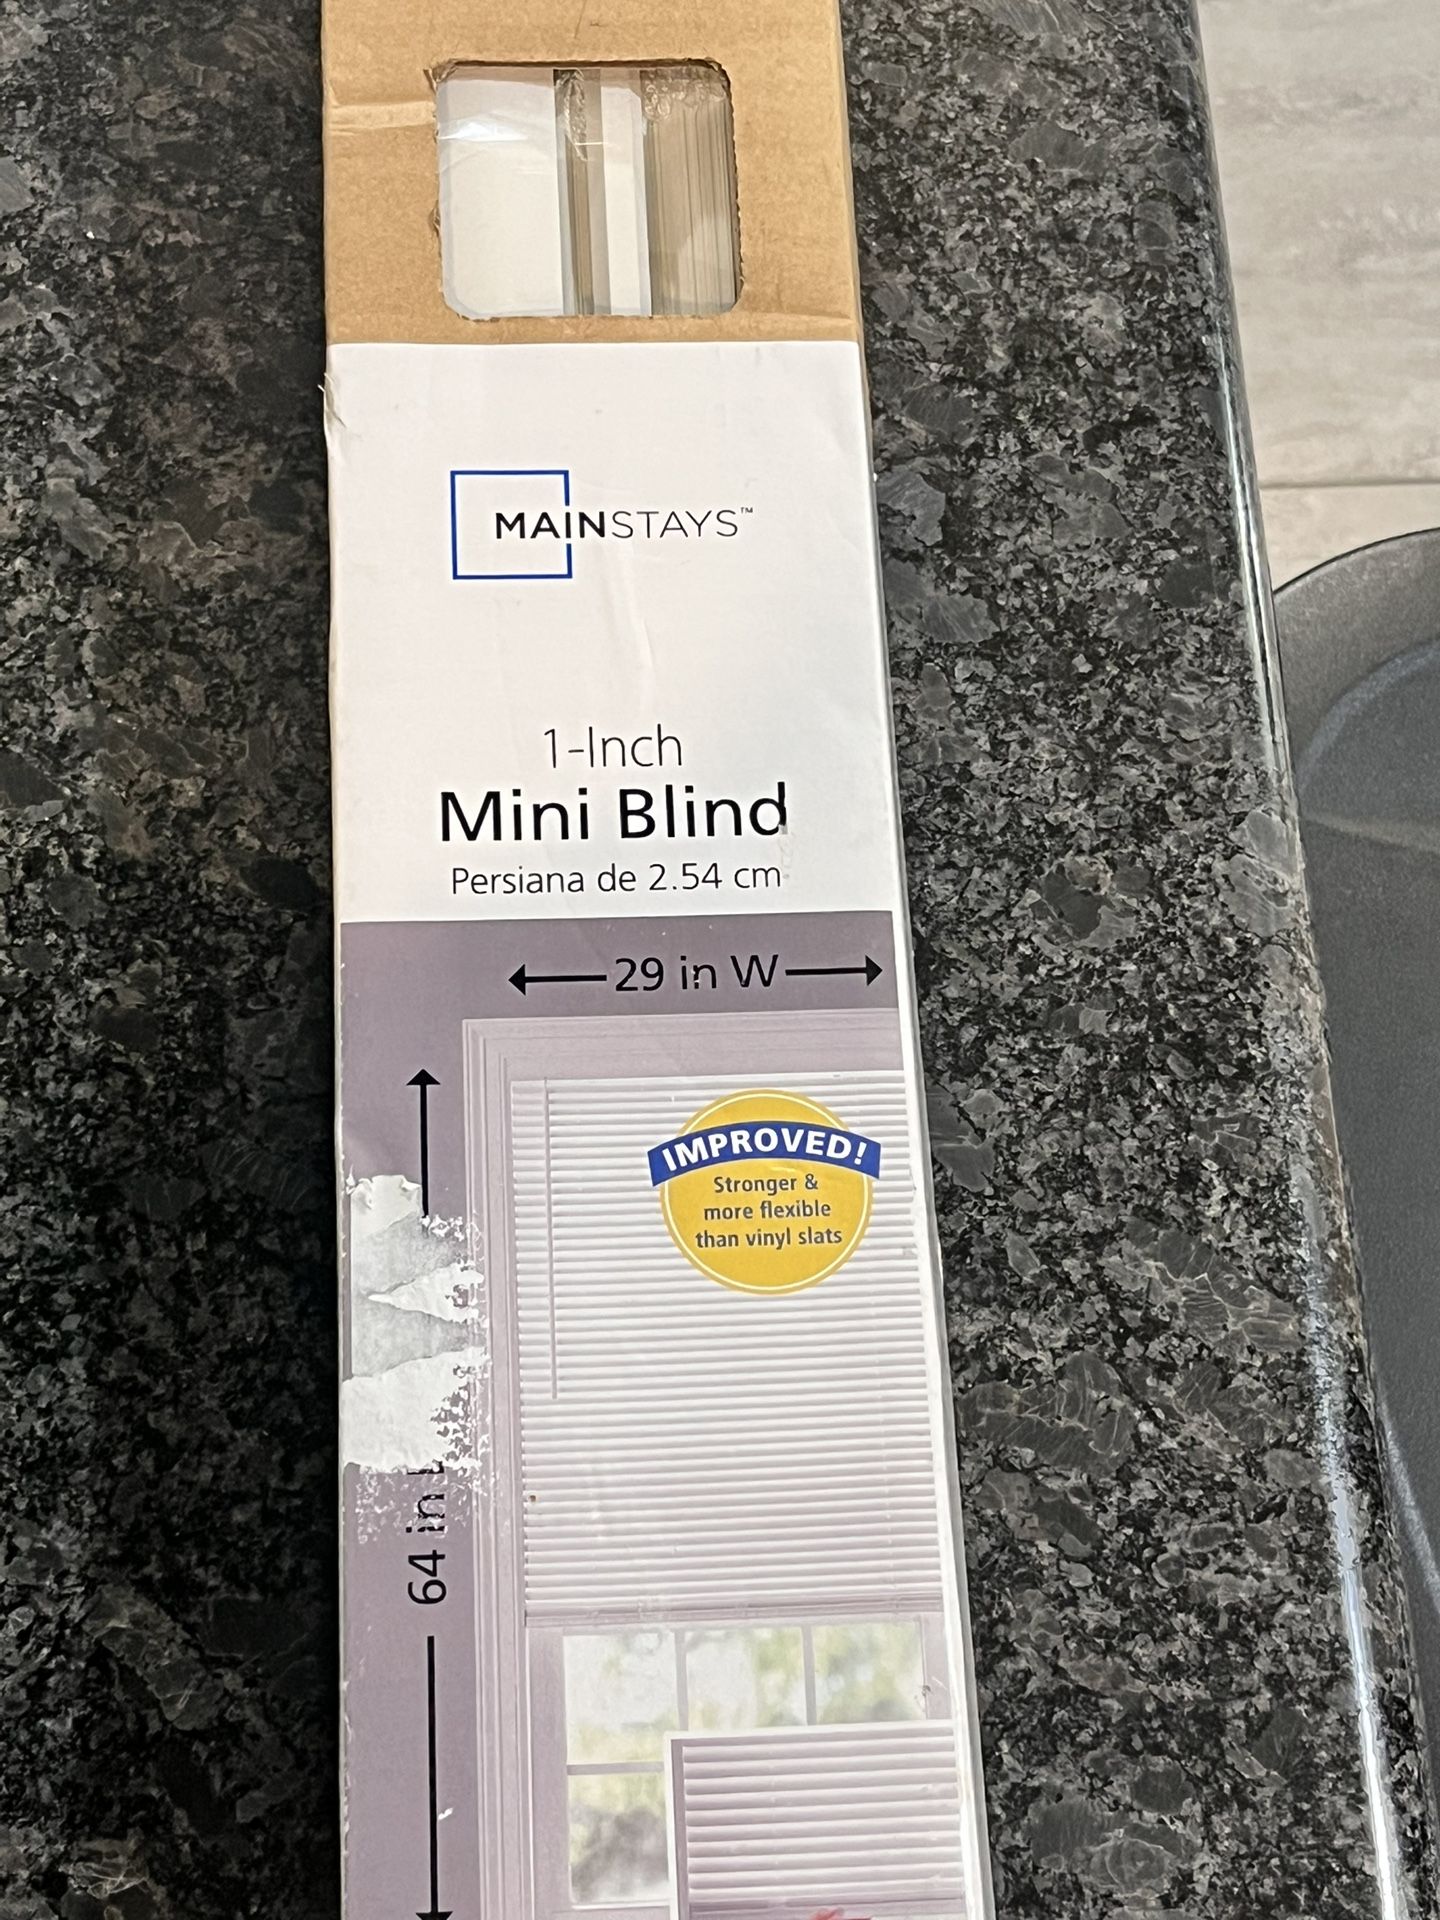 MAINSTAYS™
1-Inch
Mini Blind
Persiana de 2.54 cm
29 in W
IMPROVED!
Stronger &
more flexible
than vinyl slats
64 in L